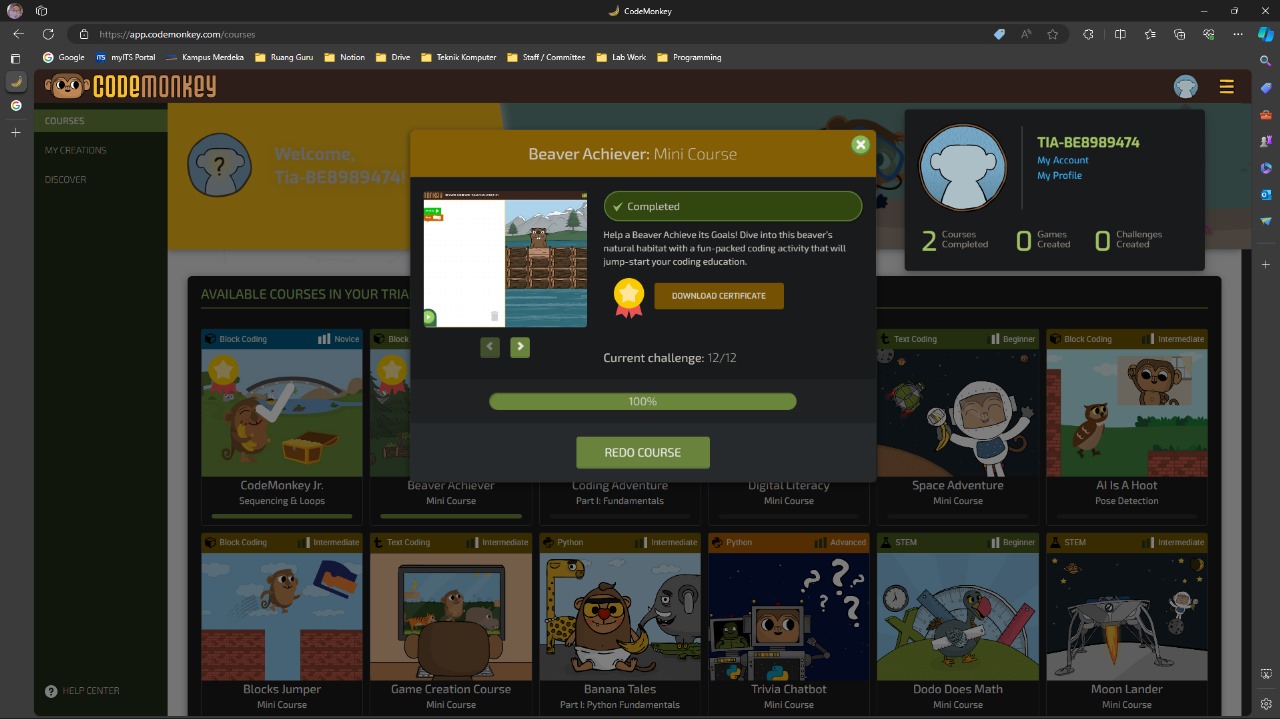 CodeMonkey
https://app.codemonkey.com/courses
Google
myITS Portal
Kampus Merdeka
Ruang Guru
Notion
Drive
Teknik Komputer
Staff / Committee
Lab Work
Programming
CODEMONKEY
COURSES
MY CREATIONS
DISCOVER
HELP CENTER
Welcome,
Tia-BE8989474!
TIA-BE8989474
My Account
My Profile
2 Courses Completed
0 Games Created
0 Challenges Created
Beaver Achiever: Mini Course
Completed
Help a Beaver Achieve its Goals! Dive into this beaver's
natural habitat with a fun-packed coding activity that will
jump-start your coding education.
DOWNLOAD CERTIFICATE
Current challenge: 12/12
100%
REDO COURSE
AVAILABLE COURSES IN YOUR TRIA
Block Coding Novice
CodeMonkey Jr.
Sequencing & Loops
Block
Beaver Achiever
Mini Course
Coding Adventure
Part I: Fundamentals
Digital Literacy
Mini Course
Text Coding Beginner
Space Adventure
Mini Course
Block Coding Intermediate
AI Is A Hoot
Pose Detection
Block Coding Intermediate
Blocks Jumper
Mini Course
Text Coding Intermediate
Game Creation Course
Mini Course
Python Intermediate
Banana Tales
Part I: Python Fundamentals
Python Advanced
Trivia Chatbot
Mini Course
STEM Beginner
Dodo Does Math
Mini Course
STEM Intermediate
Moon Lander
Mini Course